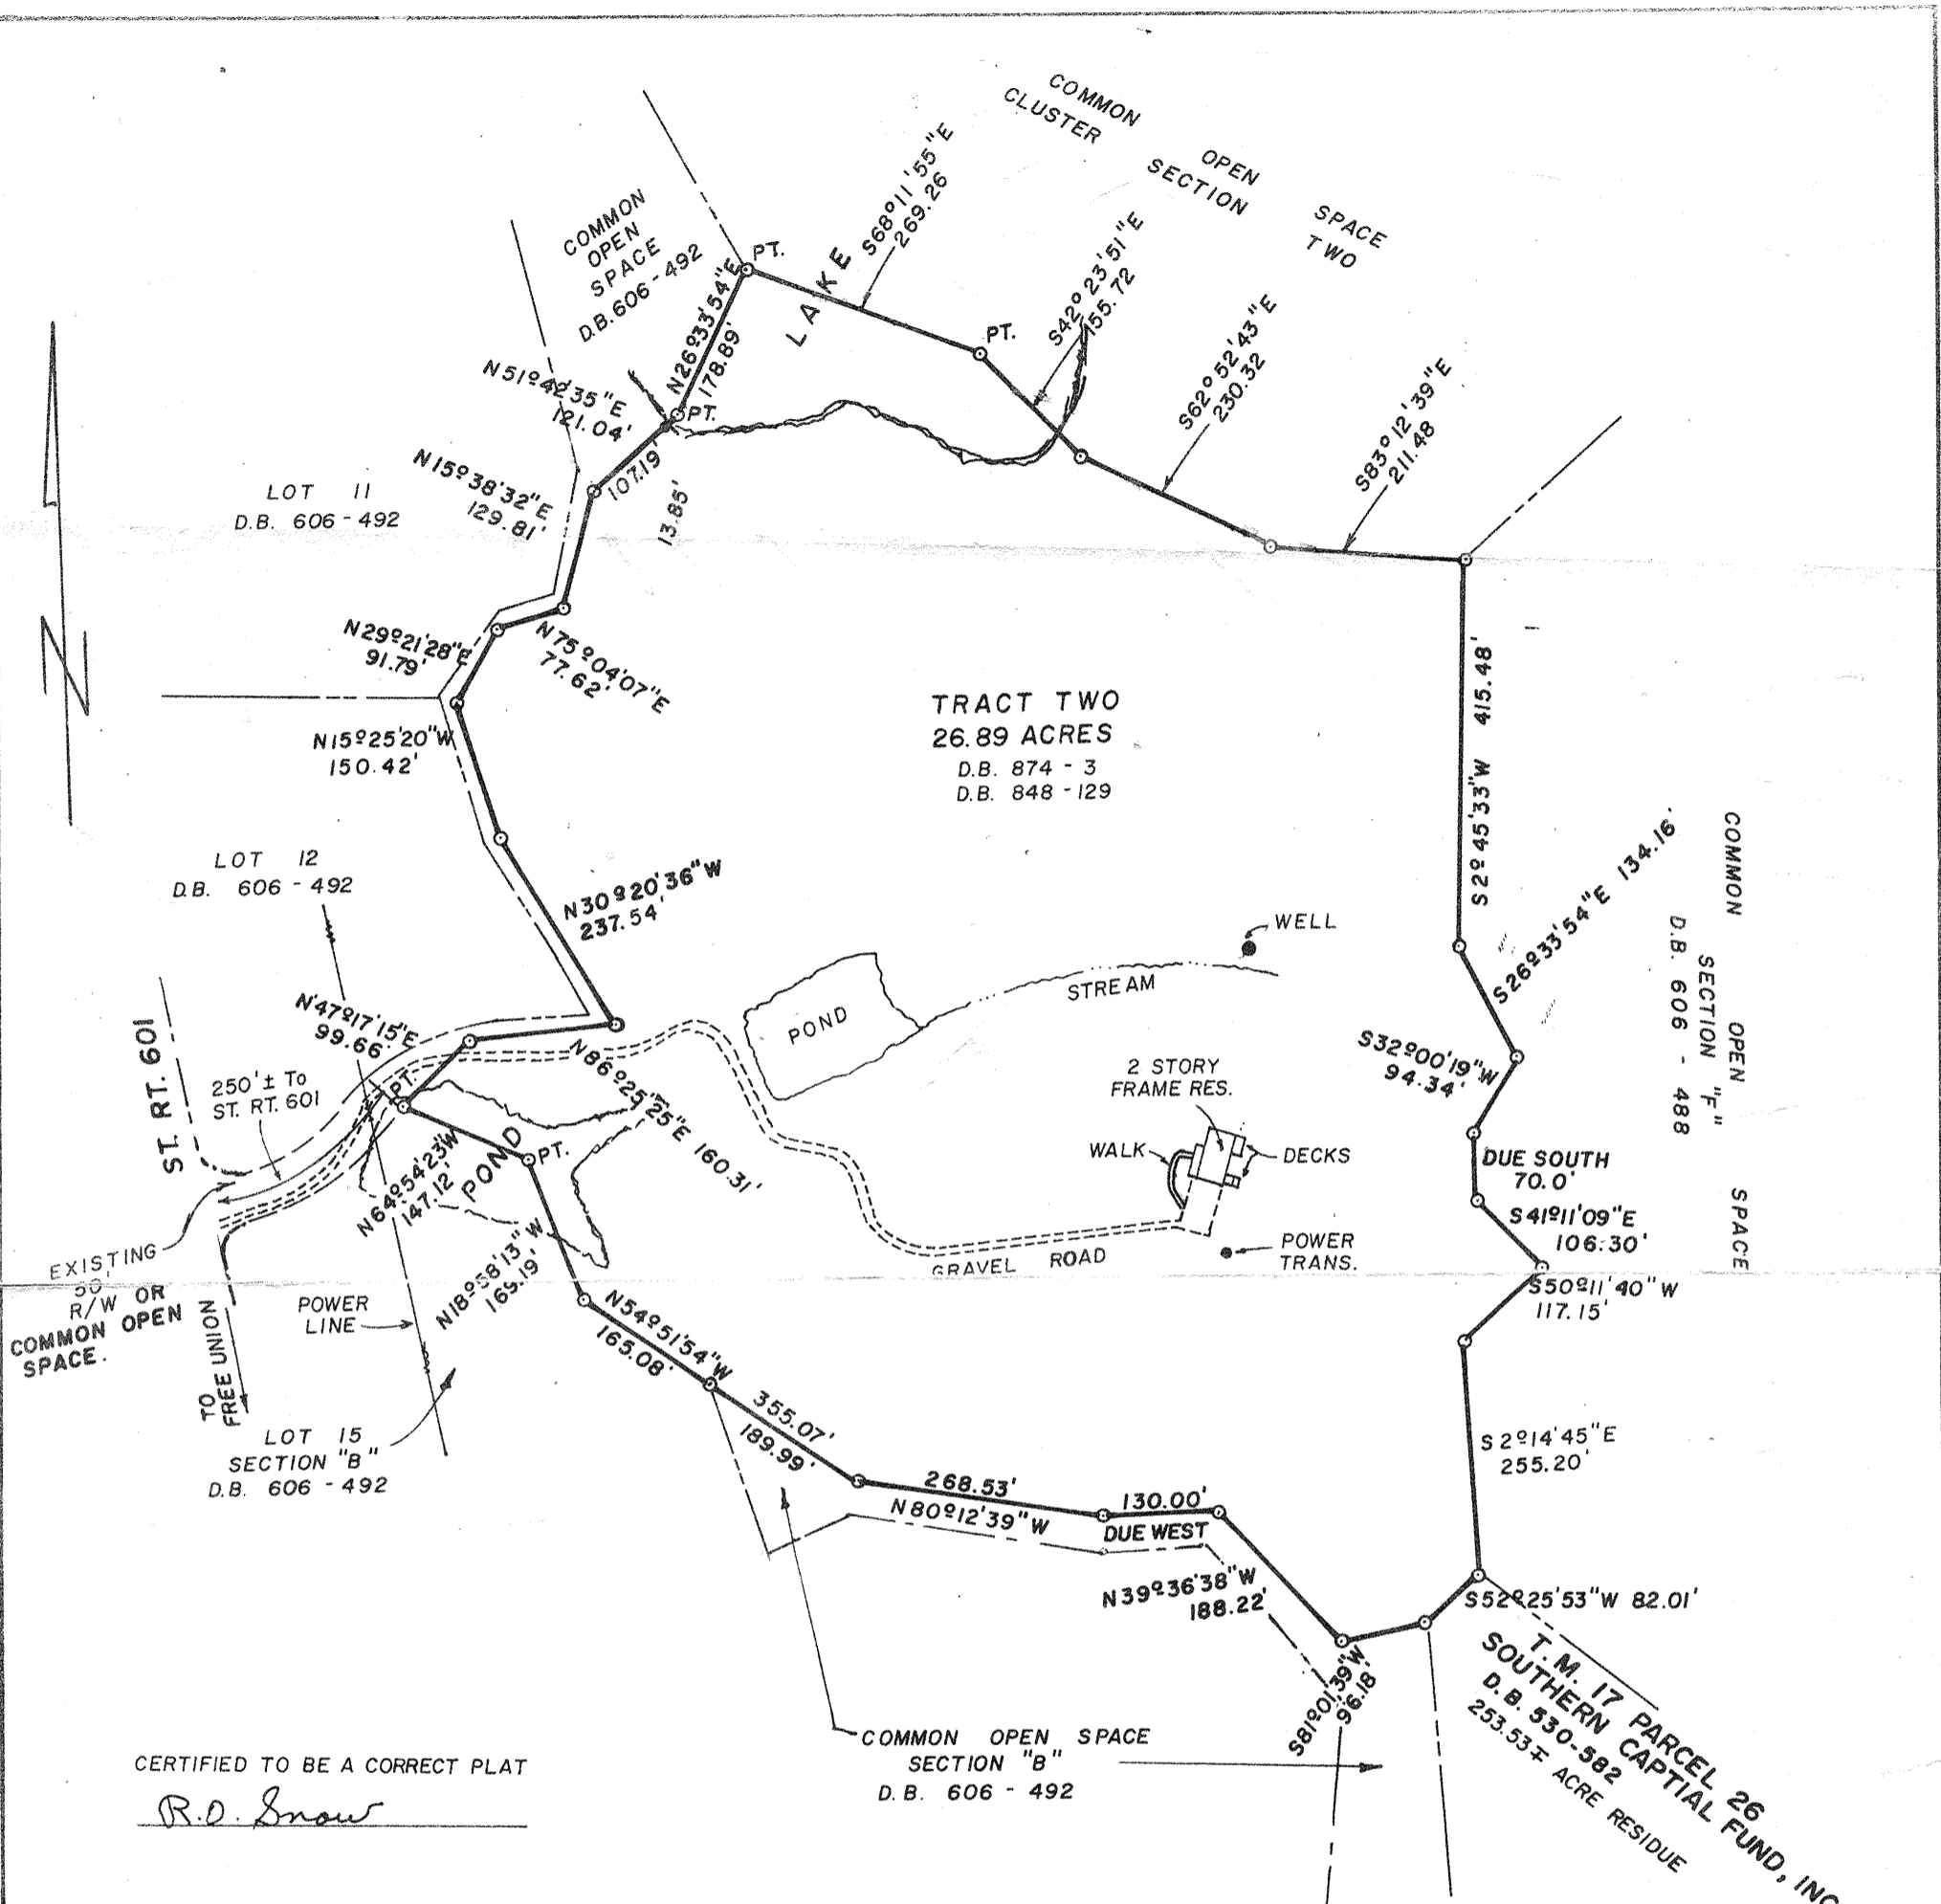 COMMON OPEN SPACE
CLUSTER SECTION TWO
COMMON
OPEN
SPACE
D.B. 606-492
PT.
LAKE
S68°11'55"E
269.26
PT.
S42°23'51"E
155.72
S62°52'43"E
230.32
S83°12'39"E
211.48
N26°33'54"E
178.89'
PT.
N51°42'35"E
121.04'
107.19'
13.85'
N15°38'32"E
129.81'
LOT 11
D.B. 606-492
N29°21'28"E
91.79'
N75°04'07"E
77.62'
N15°25'20"W
150.42'
TRACT TWO
26.89 ACRES
D.B. 874-3
D.B. 848-129
S2°45'33"W 415.48'
LOT 12
D.B. 606-492
N30°20'36"W
237.54'
WELL
STREAM
POND
S26°33'54"E 134.16'
COMMON OPEN SPACE
SECTION "F"
D.B. 606-488
N47°17'15"E
99.66'
PT.
N86°25'25"E 160.31'
S32°00'19"W
94.34'
ST. RT. 601
250'± To
ST. RT. 601
2 STORY
FRAME RES.
WALK
DECKS
DUE SOUTH
70.0'
POND
PT.
N64°54'23"W
147.12'
S41°11'09"E
106.30'
EXISTING
50'
R/W OR
COMMON OPEN
SPACE.
N18°58'13"W
169.19'
GRAVEL ROAD
POWER
TRANS.
S50°11'40"W
117.15'
TO
FREE UNION
POWER
LINE
N54°51'54"W
165.08'
355.07'
189.99'
LOT 15
SECTION "B"
D.B. 606-492
S2°14'45"E
255.20'
268.53'
N80°12'39"W
130.00'
DUE WEST
N39°36'38"W
188.22'
S52°25'53"W 82.01'
S81°01'39"W
96.18'
T.M. 17 PARCEL 26
SOUTHERN CAPTIAL FUND, INC
D.B. 530-582
253.53∓ ACRE RESIDUE
COMMON OPEN SPACE
SECTION "B"
D.B. 606-492
CERTIFIED TO BE A CORRECT PLAT
R.O. Snow